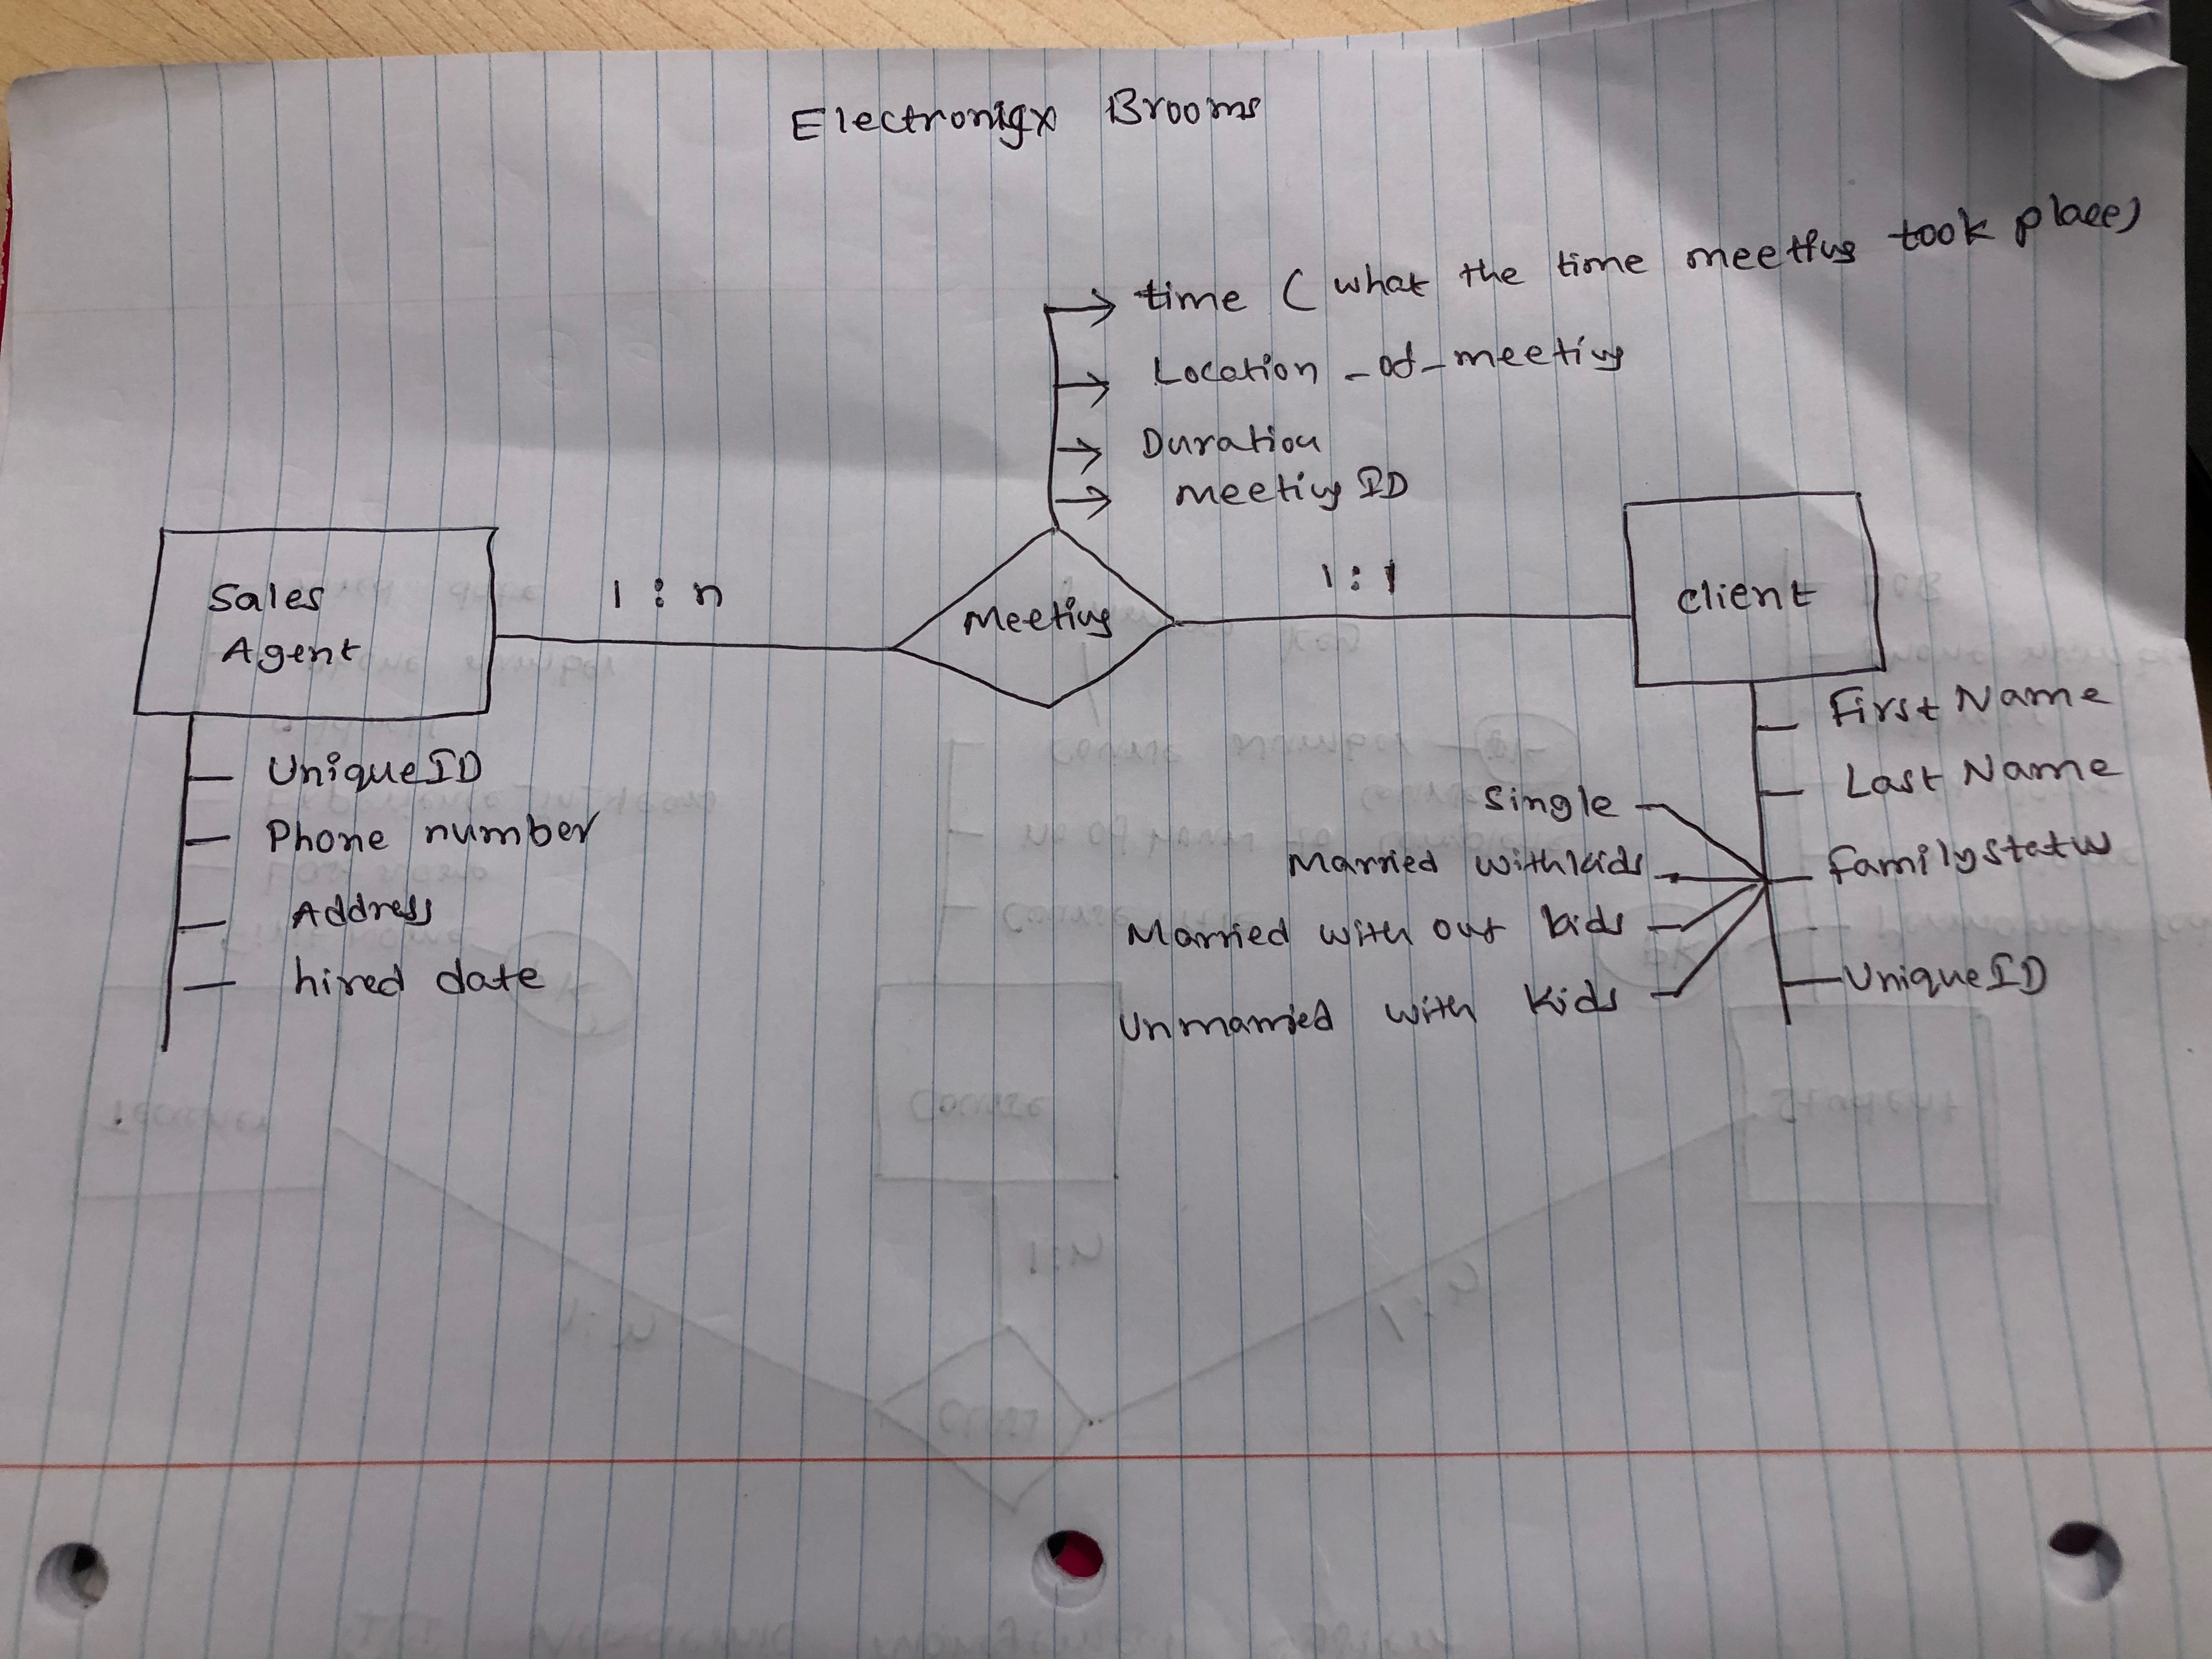 Electronigx Brooms
time (what the time meeting took place)
Location - of - meeting
Duration
meeting ID
Sales
Agent
1 : n
Meeting
1 : 1
Client
UniqueID
Phone number
Address
hired date
First Name
Last Name
Family status
UniqueID
single
Married with kids
Married with out kids
Unmarried with kids